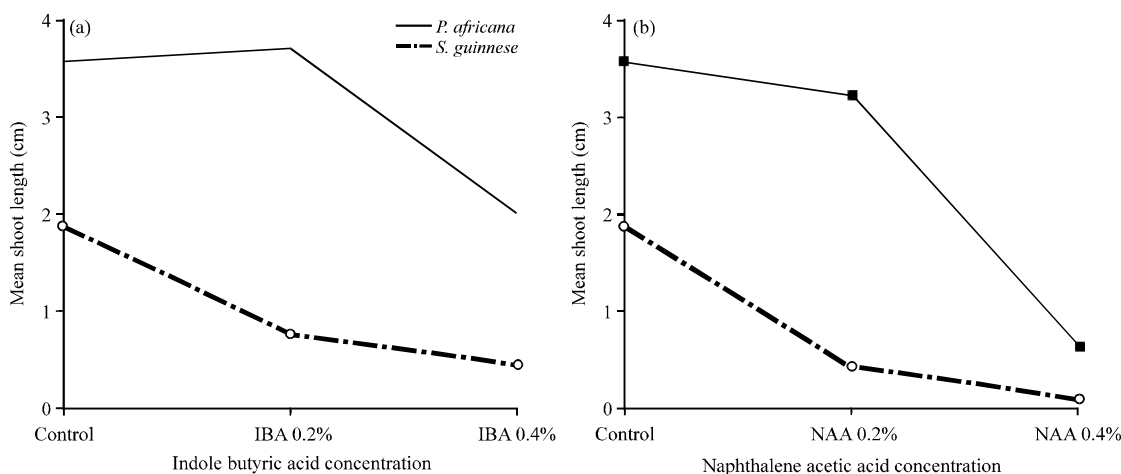 (a)
P. africana
S. guinnese
4
3
2
1
0
Mean shoot length (cm)
Control
IBA 0.2%
IBA 0.4%
Indole butyric acid concentration
(b)
4
3
2
1
0
Mean shoot length (cm)
Control
NAA 0.2%
NAA 0.4%
Naphthalene acetic acid concentration